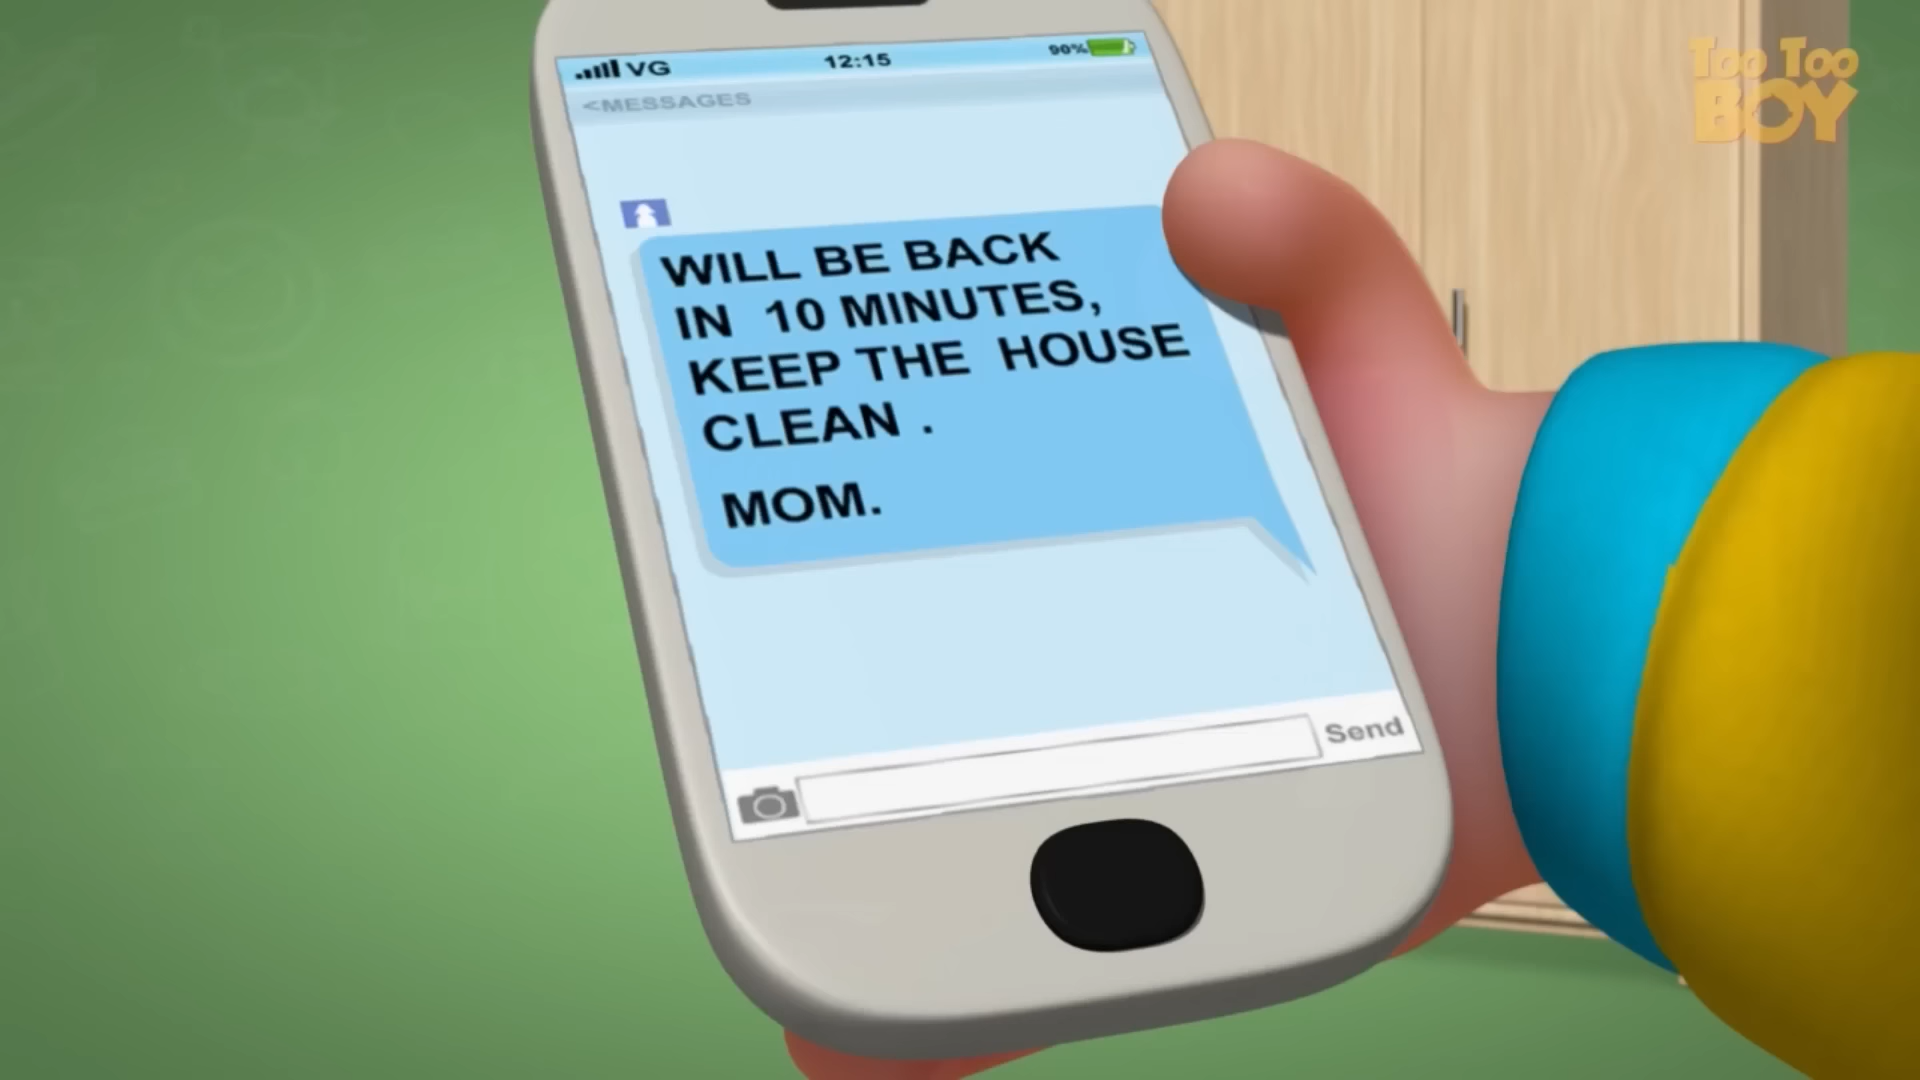 VG 12:15 90%
<MESSAGES
WILL BE BACK
IN 10 MINUTES,
KEEP THE HOUSE
CLEAN .
MOM.
Send
TOO TOO
BOY